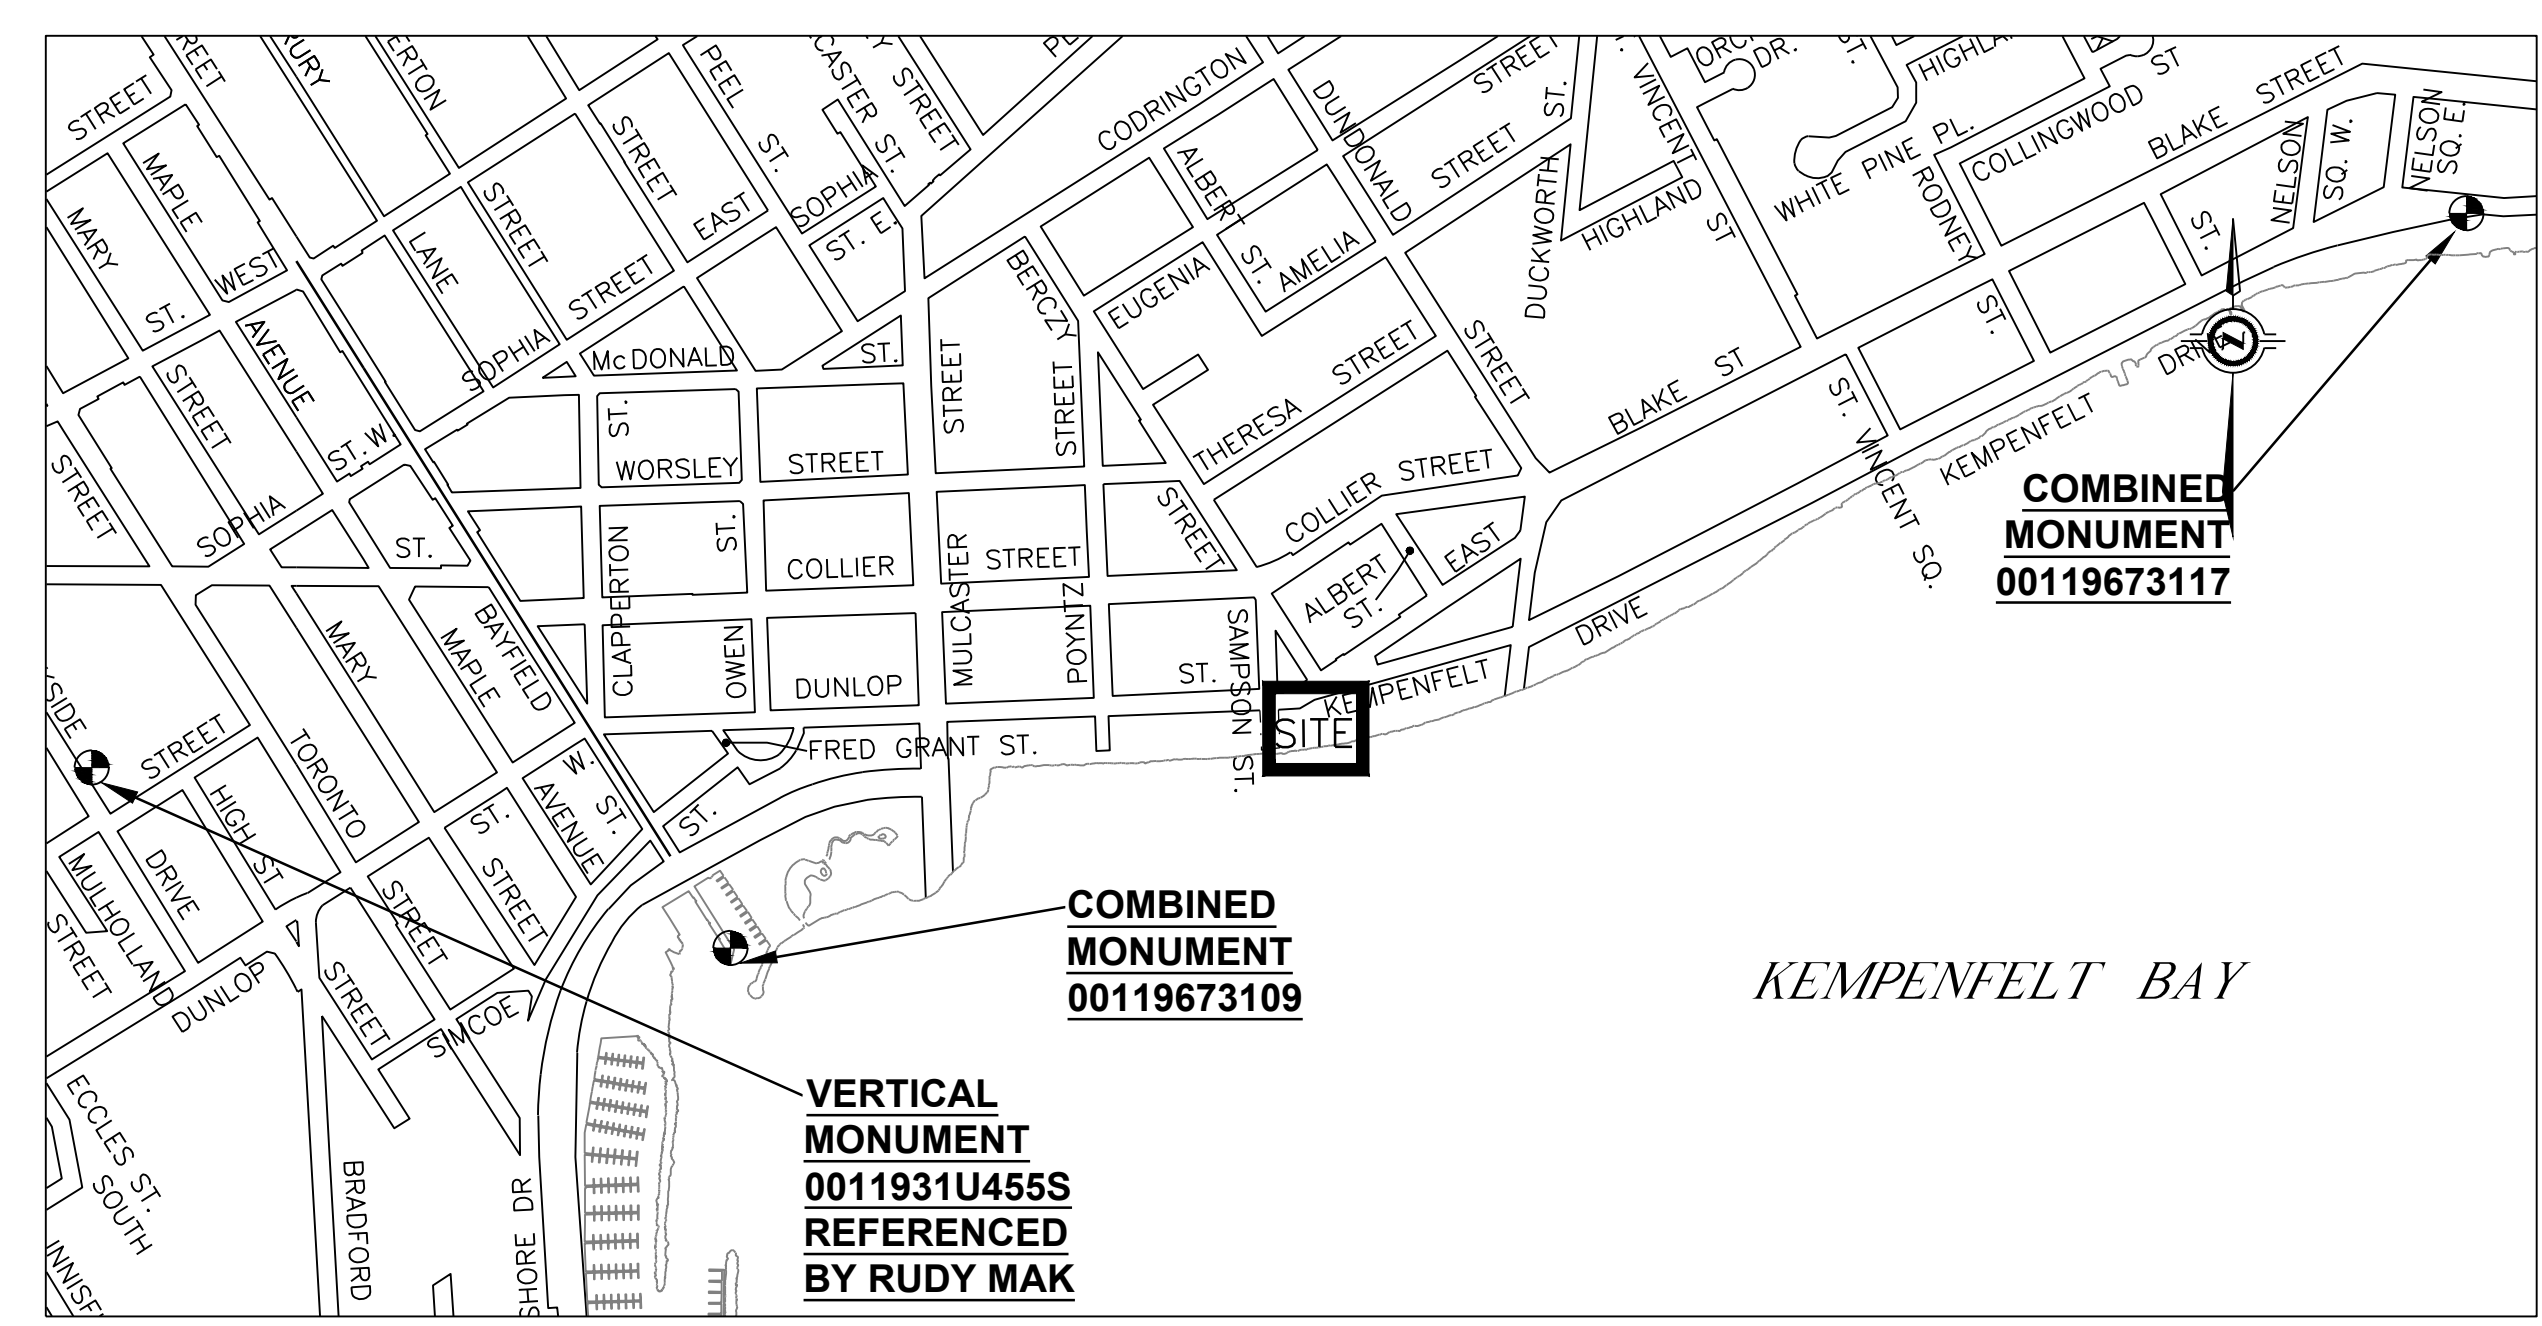 STREET
CODRINGTON
STREET
ST. VINCENT ST
DR.
ST.
COLLINGWOOD ST
BLAKE STREET
PEEL ST.
STREET
MAPLE
MARY ST.
WEST
STREET
STREET
EAST
SOPHIA ST. E.
ALBERT ST.
DUNDONALD
STREET
STREET
ST.
DUCKWORTH
HIGHLAND
WHITE PINE PL.
RODNEY
ST.
NELSON SQ. W.
NELSON SQ. E.
LANE
STREET
BERCZY
STREET
EUGENIA
AMELIA
AVENUE
SOPHIA
McDONALD ST.
STREET
THERESA STREET
STREET
BLAKE ST
ST. VINCENT SQ.
KEMPENFELT DRIVE
ST.
STREET
ST. W.
ST.
WORSLEY STREET
STREET
SOPHIA
ST.
CLAPPERTON
ST.
COLLIER STREET
STREET
COLLIER STREET
ALBERT ST.
EAST
COMBINED
MONUMENT
00119673117
MARY
MAPLE
BAYFIELD
OWEN
MULCASTER
POYNTZ
DUNLOP ST.
SAMPSON ST.
KEMPENFELT DRIVE
SITE
STREET
TORONTO
FRED GRANT ST.
HIGH ST
ST.
W.
AVENUE
ST.
ST.
MULHOLLAND
DRIVE
STREET
STREET
STREET
STREET
DUNLOP
SIMCOE
COMBINED
MONUMENT
00119673109
KEMPENFELT BAY
VERTICAL
MONUMENT
0011931U455S
REFERENCED
BY RUDY MAK
ECCLES ST.
SOUTH
BRADFORD
SHORE DR